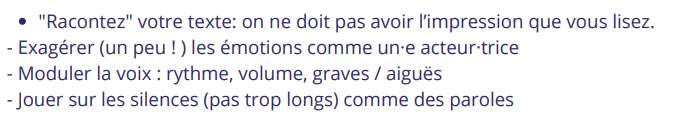 • "Racontez" votre texte: on ne doit pas avoir l’impression que vous lisez.
- Exagérer (un peu ! ) les émotions comme un·e acteur·trice
- Moduler la voix : rythme, volume, graves / aiguës
- Jouer sur les silences (pas trop longs) comme des paroles